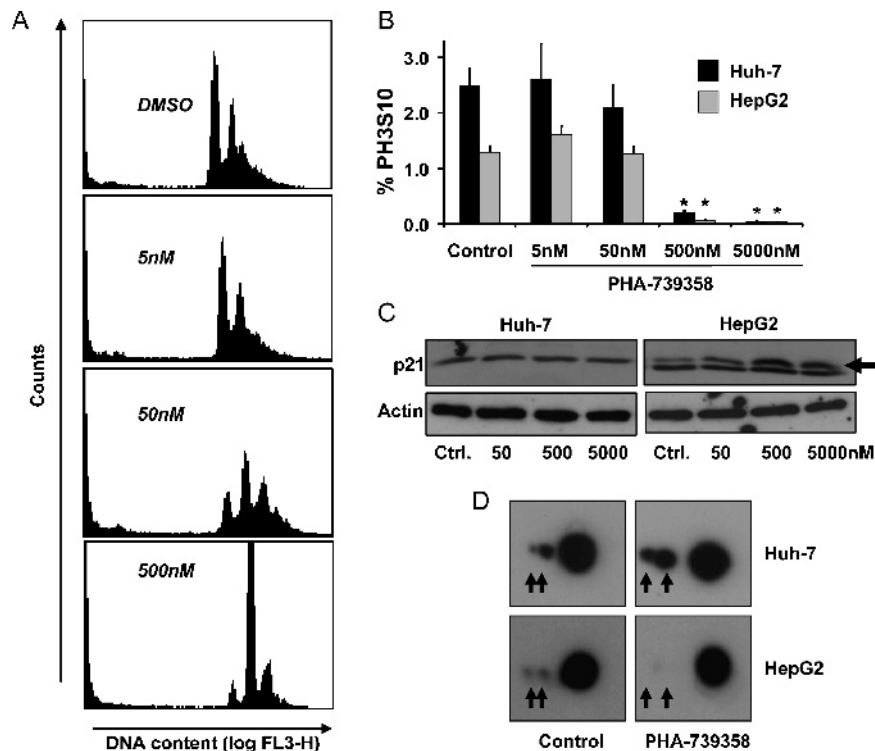 A
Counts
DMSO
5nM
50nM
500nM
DNA content (log FL3-H)
B
% PH3S10
3.0
2.0
1.0
0.0
Huh-7
HepG2
* * * *
Control 5nM 50nM 500nM 5000nM
PHA-739358
C
Huh-7 HepG2
p21
Actin
Ctrl. 50 500 5000 Ctrl. 50 500 5000nM
D
Huh-7
HepG2
Control PHA-739358